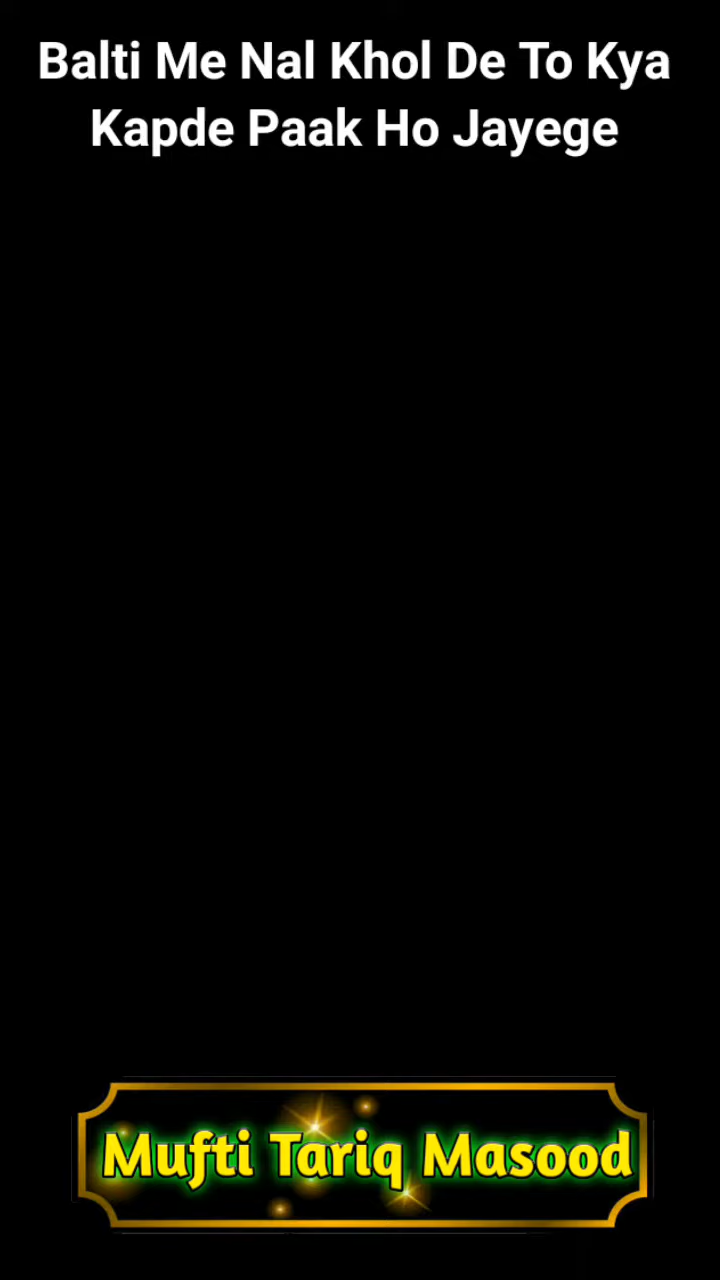 Balti Me Nal Khol De To Kya
Kapde Paak Ho Jayege
Mufti Tariq Masood